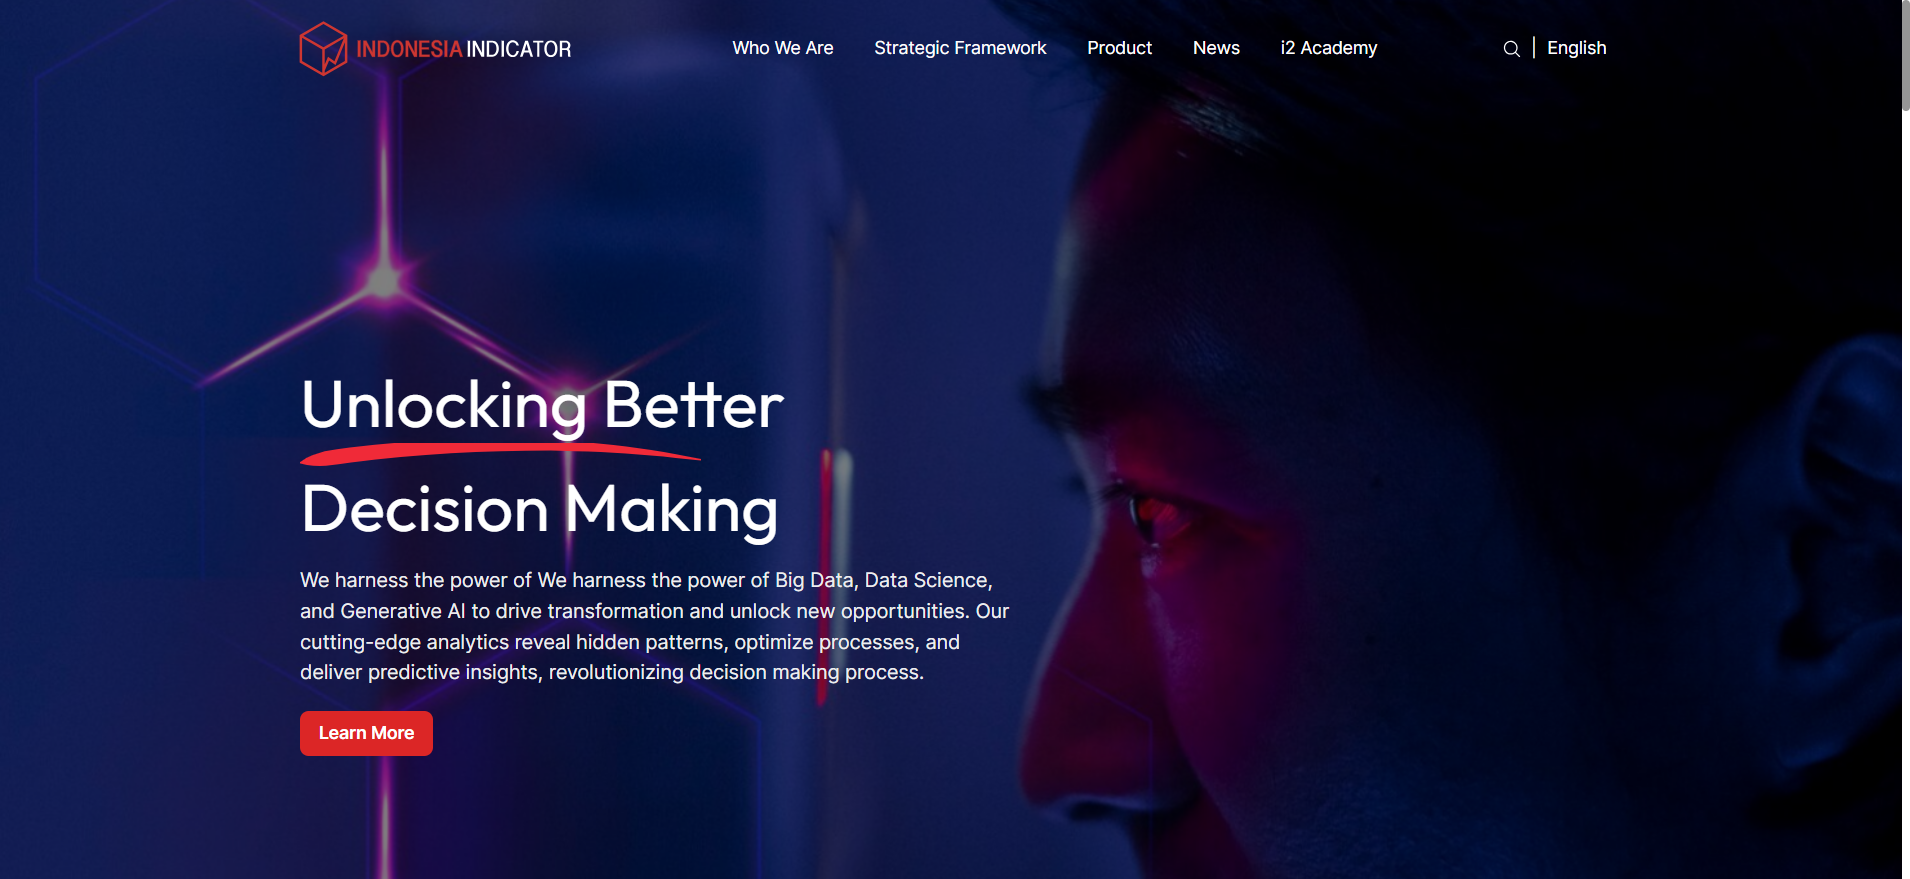 INDONESIA INDICATOR
Who We Are
Strategic Framework
Product
News
i2 Academy
English
Unlocking Better
Decision Making
We harness the power of We harness the power of Big Data, Data Science,
and Generative AI to drive transformation and unlock new opportunities. Our
cutting-edge analytics reveal hidden patterns, optimize processes, and
deliver predictive insights, revolutionizing decision making process.
Learn More